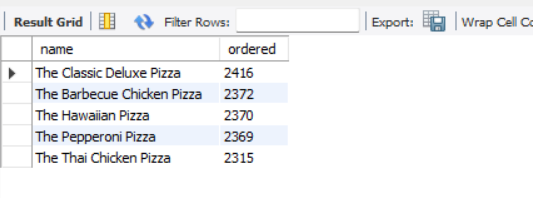 Result Grid Filter Rows: Export: Wrap Cell Co
name ordered
The Classic Deluxe Pizza 2416
The Barbecue Chicken Pizza 2372
The Hawaiian Pizza 2370
The Pepperoni Pizza 2369
The Thai Chicken Pizza 2315